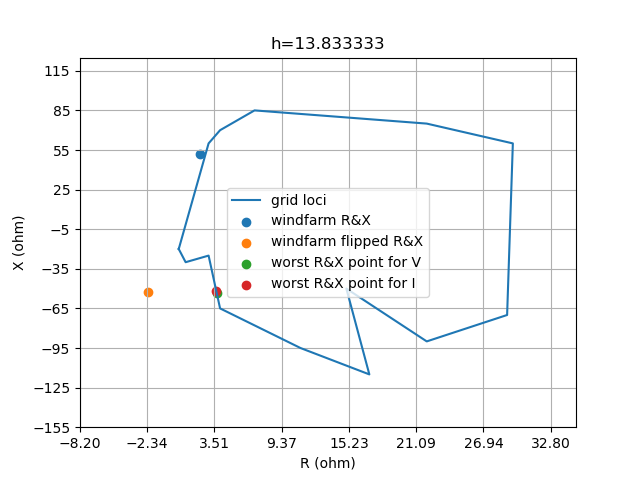 h=13.833333
115
85
55
25
−5
−35
−65
−95
−125
−155
X (ohm)
grid loci
windfarm R&X
windfarm flipped R&X
worst R&X point for V
worst R&X point for I
−8.20 −2.34 3.51 9.37 15.23 21.09 26.94 32.80
R (ohm)